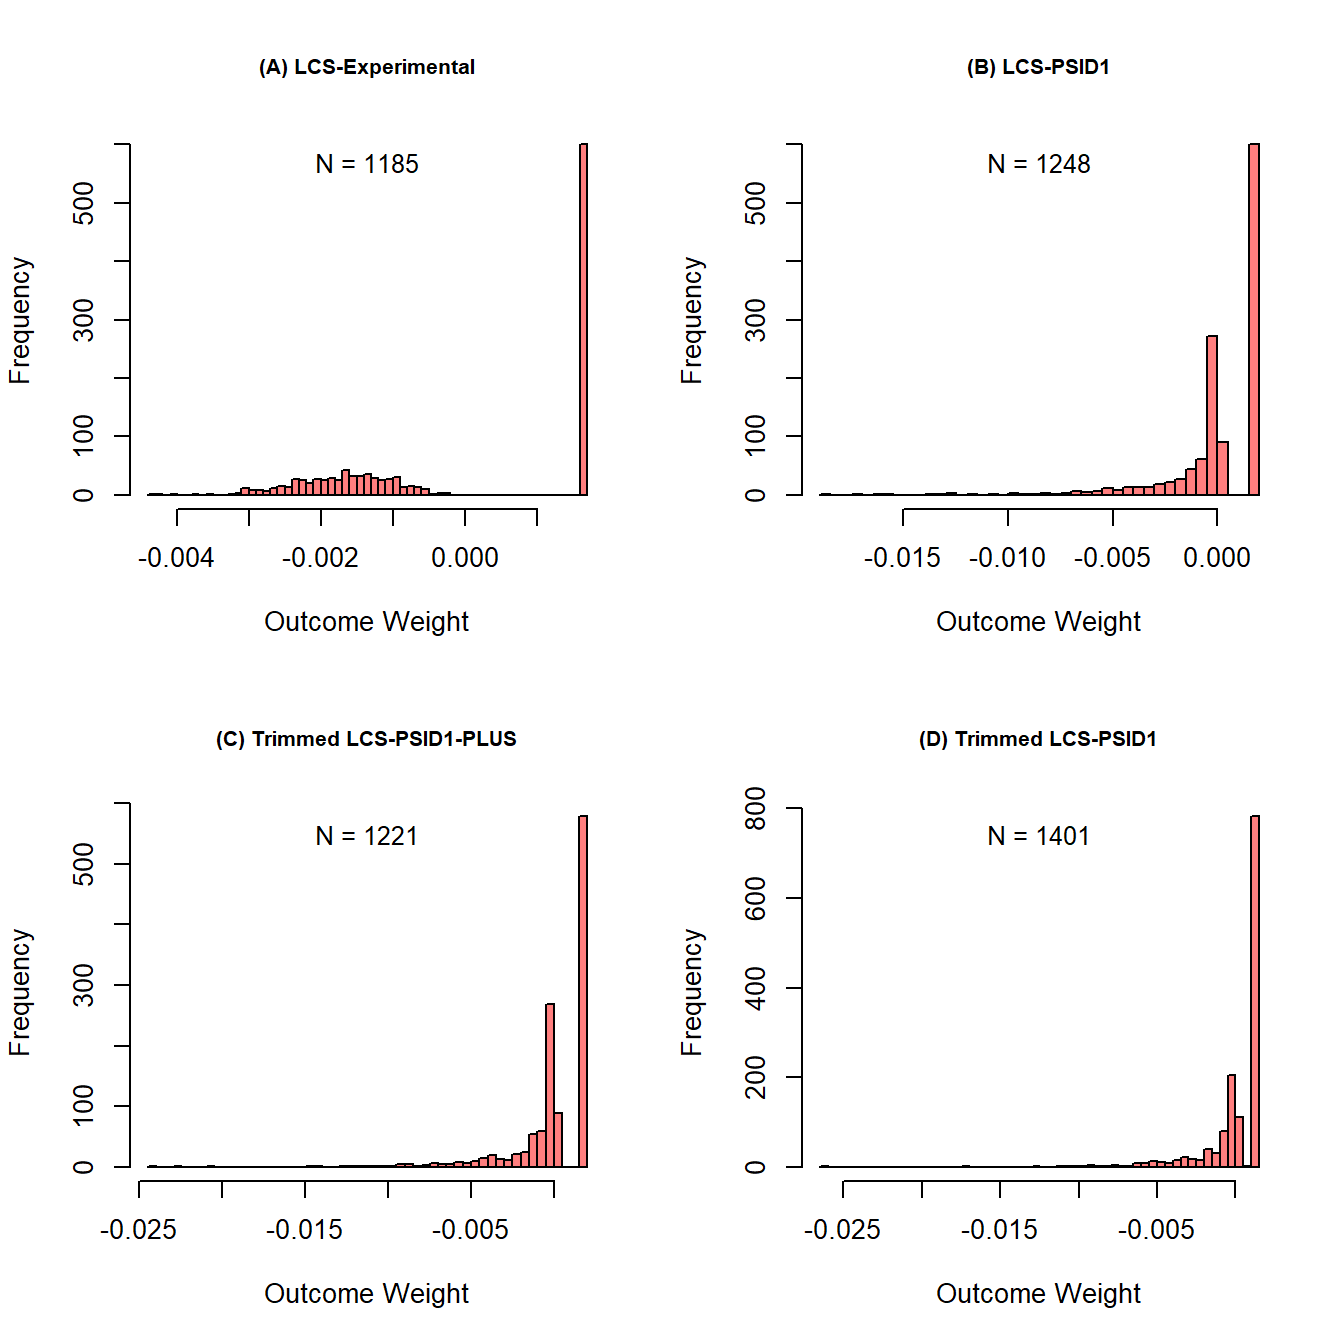 (A) LCS-Experimental
N = 1185
Frequency
500
300
100
0
-0.004 -0.002 0.000
Outcome Weight
(B) LCS-PSID1
N = 1248
Frequency
500
300
100
0
-0.015 -0.010 -0.005 0.000
Outcome Weight
(C) Trimmed LCS-PSID1-PLUS
N = 1221
Frequency
500
300
100
0
-0.025 -0.015 -0.005
Outcome Weight
(D) Trimmed LCS-PSID1
N = 1401
Frequency
800
600
400
200
0
-0.025 -0.015 -0.005
Outcome Weight